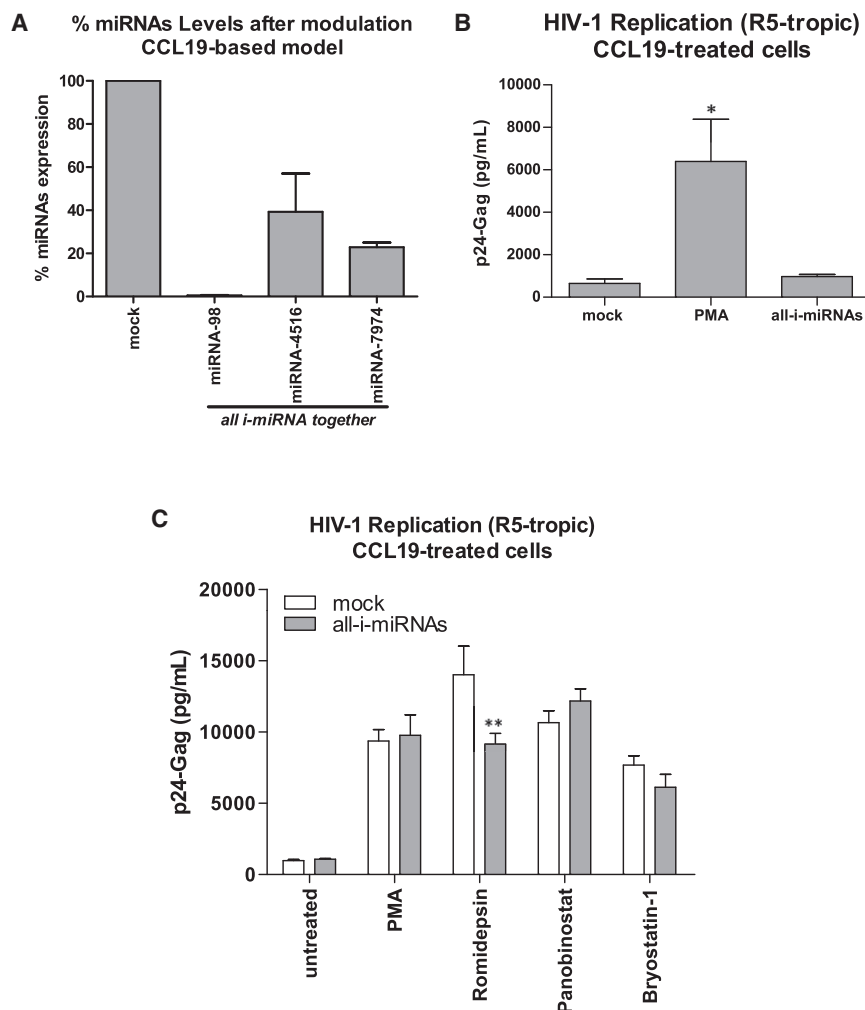 A
% miRNAs Levels after modulation
CCL19-based model
% miRNAs expression
100
80
60
40
20
0
mock
miRNA-98
miRNA-4516
miRNA-7974
all i-miRNA together
B
HIV-1 Replication (R5-tropic)
CCL19-treated cells
p24-Gag (pg/mL)
10000
8000
6000
4000
2000
0
*
mock PMA all-i-miRNAs
C
HIV-1 Replication (R5-tropic)
CCL19-treated cells
mock
all-i-miRNAs
p24-Gag (pg/mL)
20000
15000
10000
5000
0
**
untreated
PMA
Romidepsin
Panobinostat
Bryostatin-1